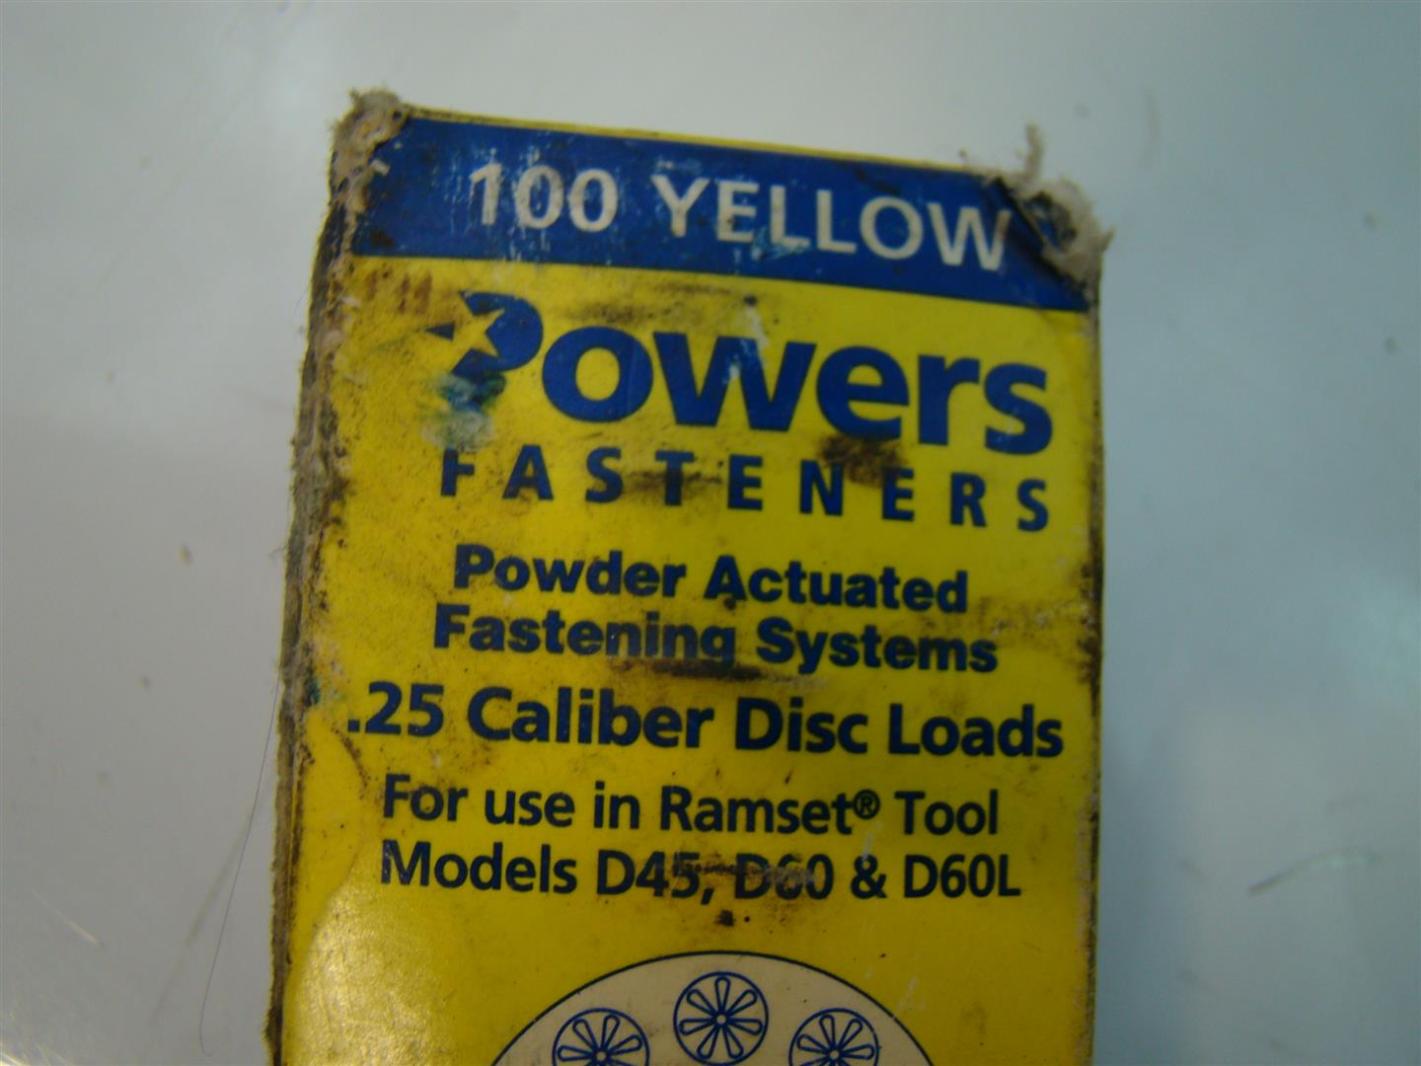 100 YELLOW
Powers
FASTENERS
Powder Actuated
Fastening Systems
.25 Caliber Disc Loads
For use in Ramset® Tool
Models D45, D60 & D60L